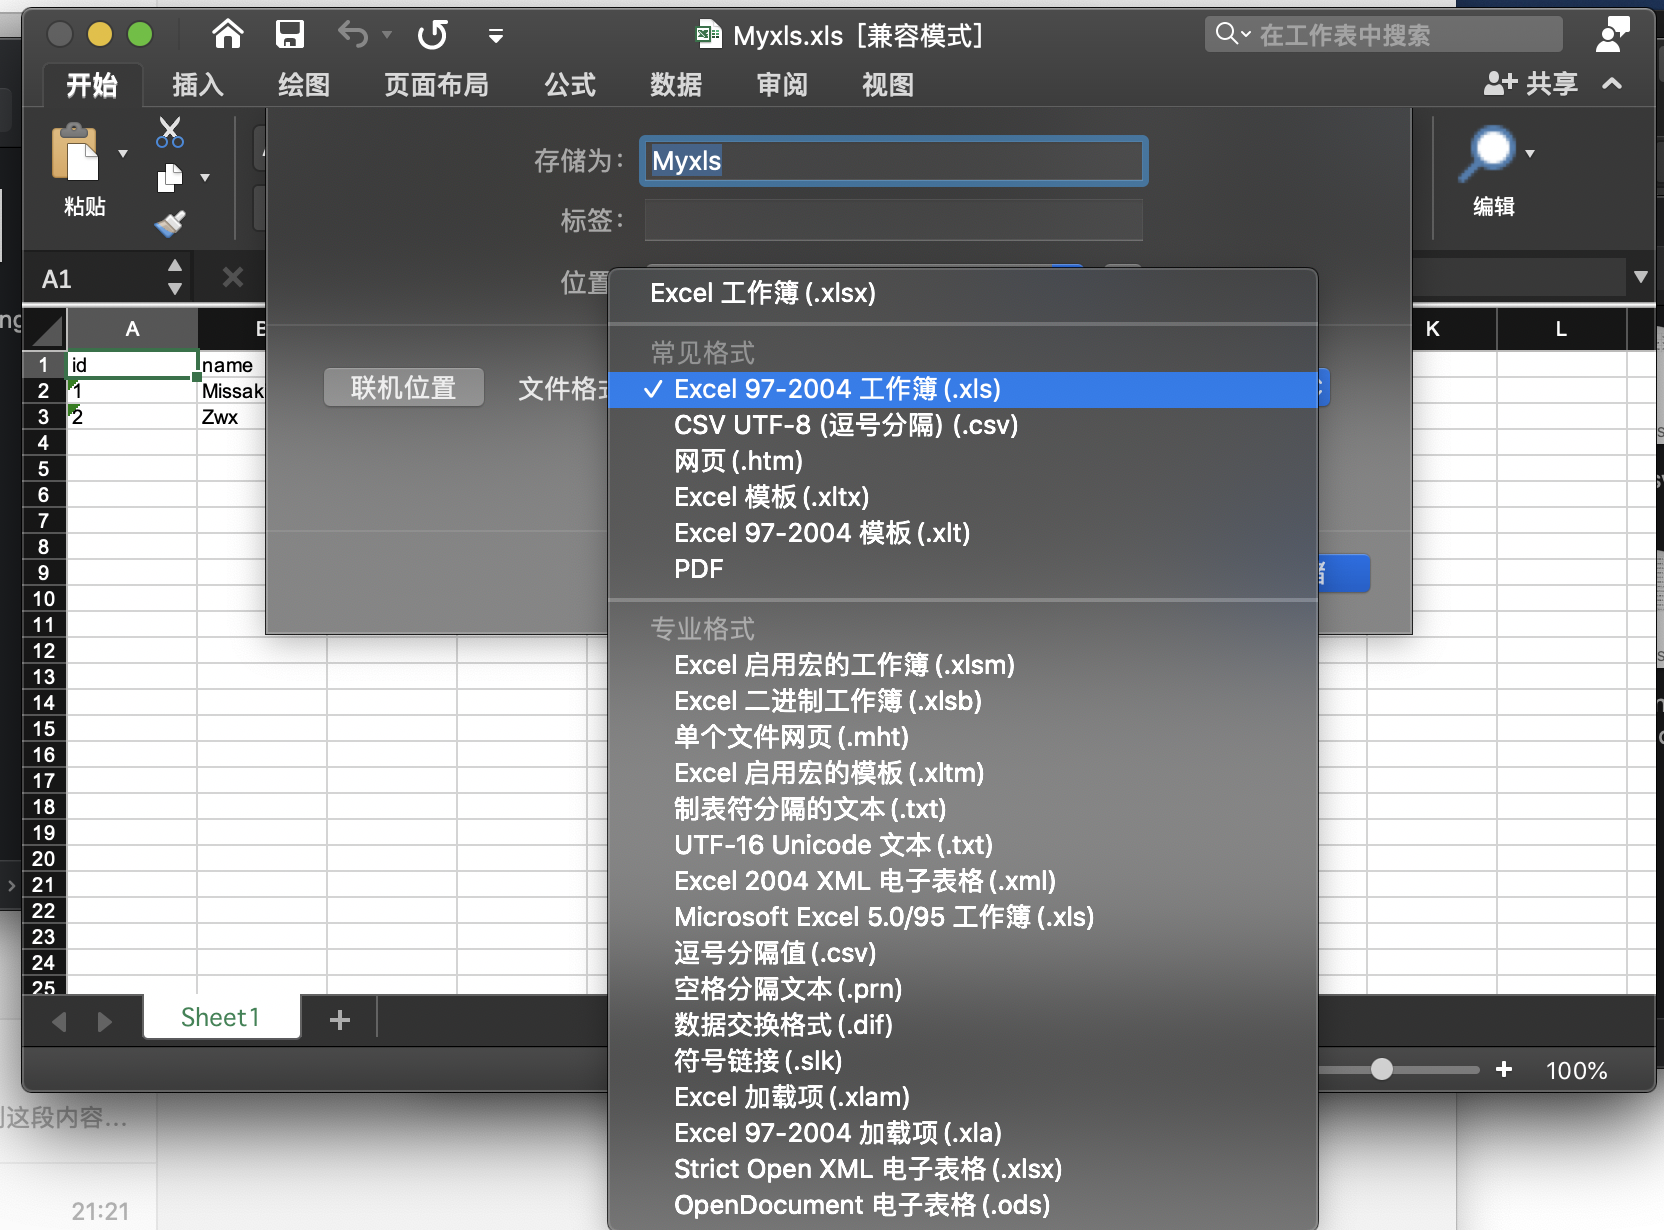 Myxls.xls [兼容模式]
在工作表中搜索
开始 插入 绘图 页面布局 公式 数据 审阅 视图
共享
粘贴
编辑
存储为:
Myxls
标签:
位置
A1
联机位置
文件格式
Excel 工作簿 (.xlsx)
常见格式
✓ Excel 97-2004 工作簿 (.xls)
CSV UTF-8 (逗号分隔) (.csv)
网页 (.htm)
Excel 模板 (.xltx)
Excel 97-2004 模板 (.xlt)
PDF
专业格式
Excel 启用宏的工作簿 (.xlsm)
Excel 二进制工作簿 (.xlsb)
单个文件网页 (.mht)
Excel 启用宏的模板 (.xltm)
制表符分隔的文本 (.txt)
UTF-16 Unicode 文本 (.txt)
Excel 2004 XML 电子表格 (.xml)
Microsoft Excel 5.0/95 工作簿 (.xls)
逗号分隔值 (.csv)
空格分隔文本 (.prn)
数据交换格式 (.dif)
符号链接 (.slk)
Excel 加载项 (.xlam)
Excel 97-2004 加载项 (.xla)
Strict Open XML 电子表格 (.xlsx)
OpenDocument 电子表格 (.ods)
A B K L
1 id name
2 1 Missak
3 2 Zwx
4
5
6
7
8
9
10
11
12
13
14
15
16
17
18
19
20
21
22
23
24
25
Sheet1
100%
这段内容...
21:21